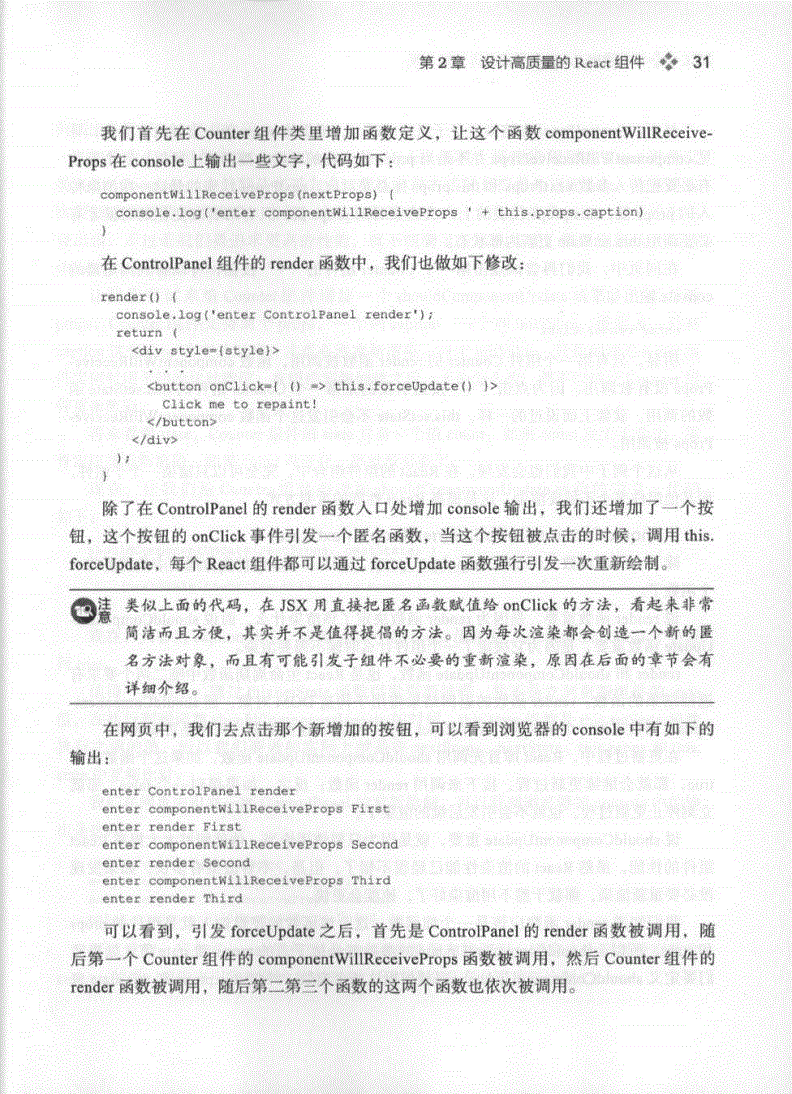 第2章 设计高质量的React组件 31
我们首先在Counter组件类里增加函数定义，让这个函数componentWillReceive-
Props在console上输出一些文字，代码如下：
componentWillReceiveProps(nextProps) {
console.log('enter componentWillReceiveProps ' + this.props.caption)
}
在ControlPanel组件的render函数中，我们也做如下修改：
render() {
console.log('enter ControlPanel render');
return (
<div style={style}>
. . .
<button onClick={ () => this.forceUpdate() }>
Click me to repaint!
</button>
</div>
);
}
除了在ControlPanel的render函数入口处增加console输出，我们还增加了一个按
钮，这个按钮的onClick事件引发一个匿名函数，当这个按钮被点击的时候，调用this.
forceUpdate，每个React组件都可以通过forceUpdate函数强行引发一次重新绘制。
注意 类似上面的代码，在JSX用直接把匿名函数赋值给onClick的方法，看起来非常
简洁而且方便，其实并不是值得提倡的方法。因为每次渲染都会创造一个新的匿
名方法对象，而且有可能引发子组件不必要的重新渲染，原因在后面的章节会有
详细介绍。
在网页中，我们去点击那个新增加的按钮，可以看到浏览器的console中有如下的
输出：
enter ControlPanel render
enter componentWillReceiveProps First
enter render First
enter componentWillReceiveProps Second
enter render Second
enter componentWillReceiveProps Third
enter render Third
可以看到，引发forceUpdate之后，首先是ControlPanel的render函数被调用，随
后第一个Counter组件的componentWillReceiveProps函数被调用，然后Counter组件的
render函数被调用，随后第二第三个函数的这两个函数也依次被调用。